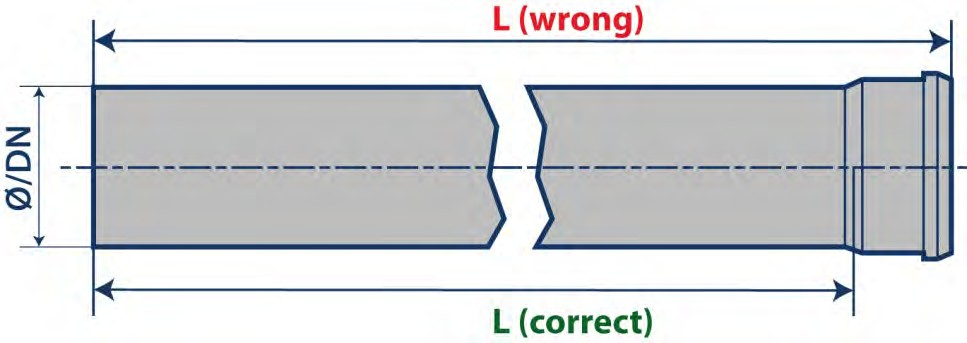 L (wrong)
Ø/DN
L (correct)